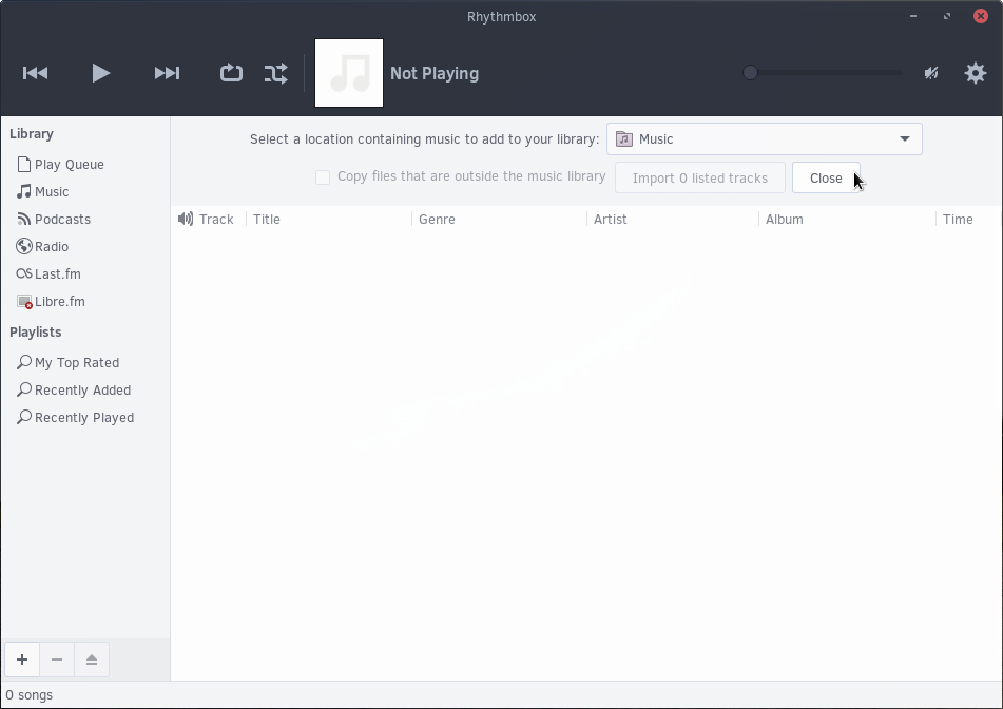 Rhythmbox
Not Playing
Library
Play Queue
Music
Podcasts
Radio
Last.fm
Libre.fm
Playlists
My Top Rated
Recently Added
Recently Played
Select a location containing music to add to your library: Music
Copy files that are outside the music library Import 0 listed tracks Close
Track Title Genre Artist Album Time
0 songs